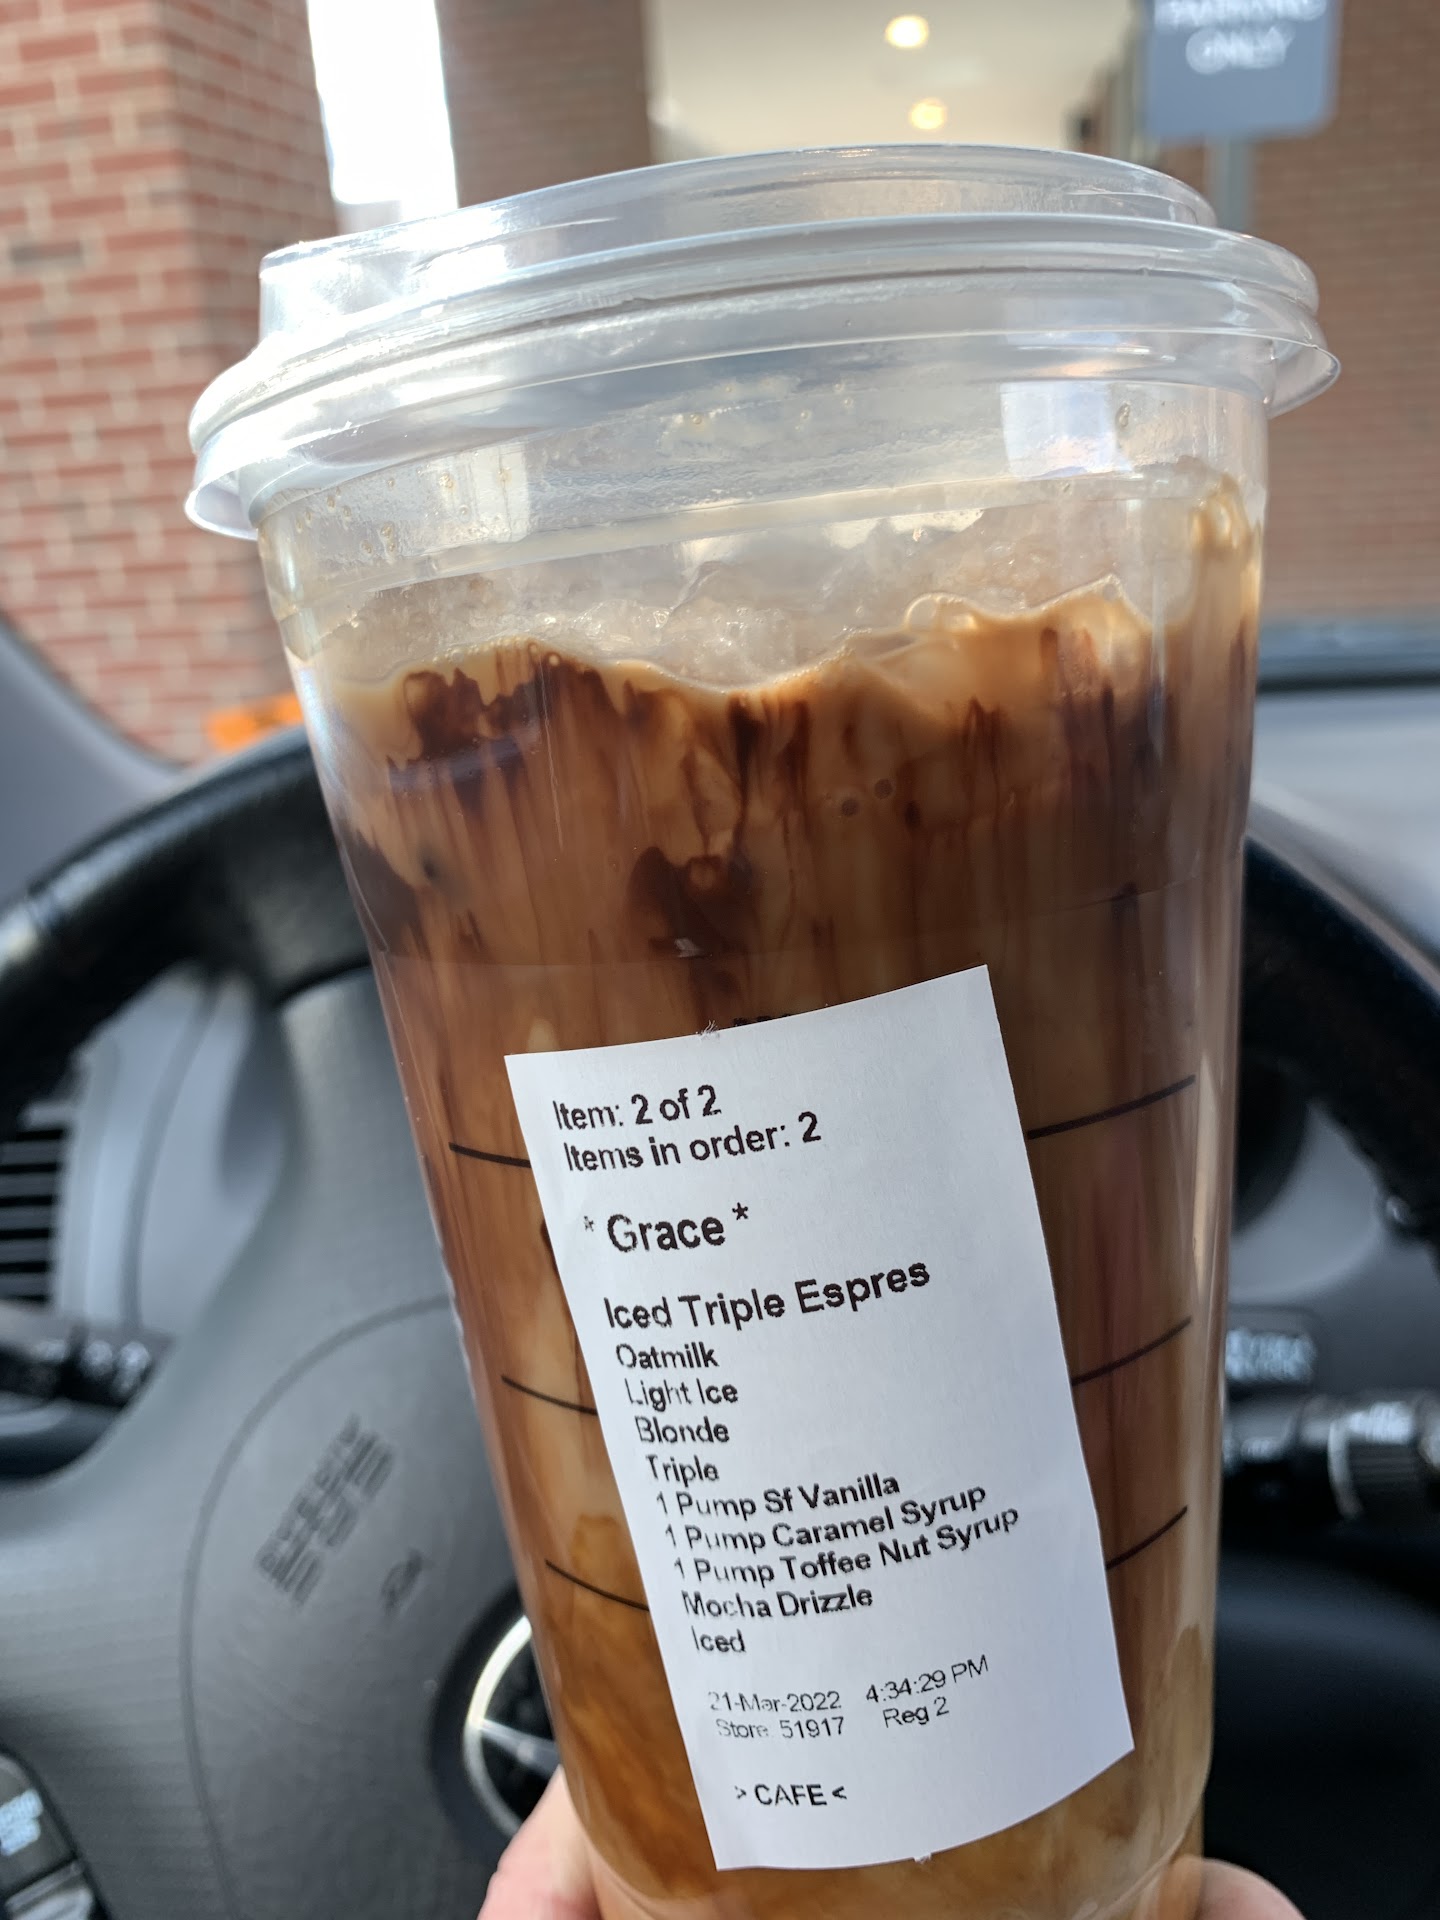 ONLY
Item: 2 of 2
Items in order: 2
* Grace *
Iced Triple Espres
Oatmilk
Light Ice
Blonde
Triple
1 Pump Sf Vanilla
1 Pump Caramel Syrup
1 Pump Toffee Nut Syrup
Mocha Drizzle
Iced
21-Mar-2022 4:34:29 PM
Store: 51917 Reg 2
> CAFE <